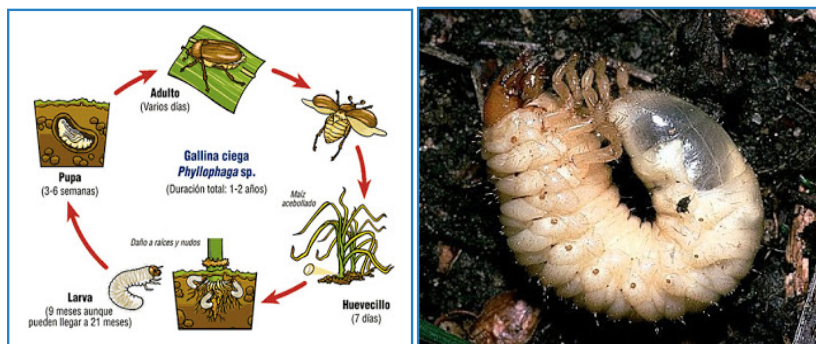 Adulto
(Varios días)
Gallina ciega
Phyllophaga sp.
(Duración total: 1-2 años)
Pupa
(3-6 semanas)
Maíz
acebollado
Daño a raíces y nudos
Larva
(9 meses aunque
pueden llegar a 21 meses)
Huevecillo
(7 días)